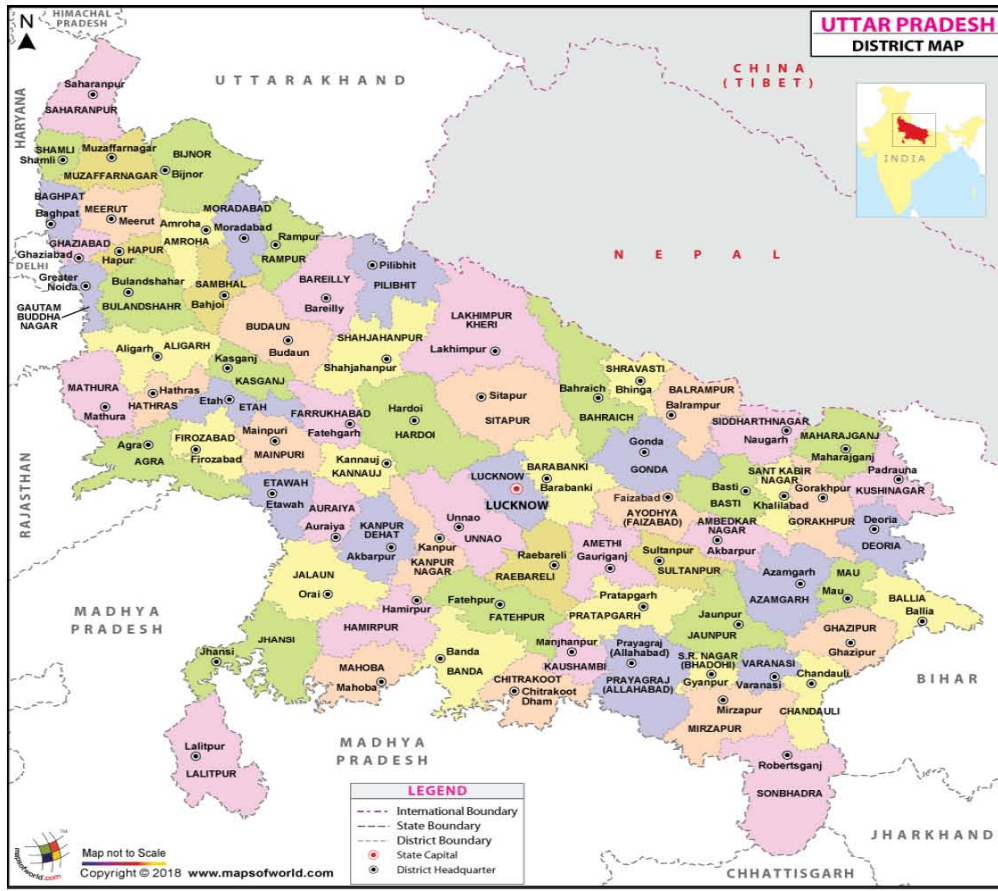 HIMACHAL
PRADESH
N
UTTAR PRADESH
DISTRICT MAP
UTTARAKHAND
CHINA
(TIBET)
HARYANA
INDIA
Saharanpur
SAHARANPUR
SHAMLI
Shamli
Muzaffarnagar
MUZAFFARNAGAR
BIJNOR
Bijnor
BAGHPAT
Baghpat
MEERUT
Meerut
MORADABAD
Moradabad
Amroha
AMROHA
Rampur
RAMPUR
GHAZIABAD
Ghaziabad
HAPUR
Hapur
DELHI
NEPAL
Greater
Noida
GAUTAM
BUDDHA
NAGAR
Bulandshahar
BULANDSHAHR
SAMBHAL
Bahjoi
BAREILLY
Bareilly
Pilibhit
PILIBHIT
BUDAUN
Budaun
SHAHJAHANPUR
Shahjahanpur
LAKHIMPUR
KHERI
Lakhimpur
Aligarh
ALIGARH
Kasganj
KASGANJ
MATHURA
Mathura
Hathras
HATHRAS
Etah
ETAH
FARRUKHABAD
Fatehgarh
Hardoi
HARDOI
Sitapur
SITAPUR
Bahraich
BAHRAICH
SHRAVASTI
Bhinga
BALRAMPUR
Balrampur
SIDDHARTHNAGAR
Naugarh
MAHARAJGANJ
Maharajganj
Agra
AGRA
FIROZABAD
Firozabad
Mainpuri
MAINPURI
Kannauj
KANNAUJ
Gonda
GONDA
Basti
BASTI
SANT KABIR
NAGAR
Khalilabad
Gorakhpur
GORAKHPUR
Padrauna
KUSHINAGAR
RAJASTHAN
ETAWAH
Etawah
AURAIYA
Auraiya
KANPUR
DEHAT
Akbarpur
Kanpur
KANPUR
NAGAR
Unnao
UNNAO
LUCKNOW
LUCKNOW
BARABANKI
Barabanki
Faizabad
AYODHYA
(FAIZABAD)
AMBEDKAR
NAGAR
Akbarpur
Deoria
DEORIA
Raebareli
RAEBARELI
AMETHI
Gauriganj
Sultanpur
SULTANPUR
Azamgarh
AZAMGARH
MAU
Mau
BALLIA
Ballia
JALAUN
Orai
Hamirpur
HAMIRPUR
Fatehpur
FATEHPUR
Pratapgarh
PRATAPGARH
Jaunpur
JAUNPUR
GHAZIPUR
Ghazipur
MADHYA
PRADESH
JHANSI
Jhansi
MAHOBA
Mahoba
Banda
BANDA
CHITRAKOOT
Chitrakoot
Dham
Manjhanpur
KAUSHAMBI
Prayagraj
(Allahabad)
PRAYAGRAJ
(ALLAHABAD)
S.R. NAGAR
(BHADOHI)
Gyanpur
VARANASI
Varanasi
Chandauli
CHANDAULI
Mirzapur
MIRZAPUR
BIHAR
Lalitpur
LALITPUR
MADHYA
PRADESH
Robertsganj
SONBHADRA
JHARKHAND
CHHATTISGARH
LEGEND
International Boundary
State Boundary
District Boundary
State Capital
District Headquarter
mapsofworld.com
TM
Map not to Scale
Copyright © 2018 www.mapsofworld.com